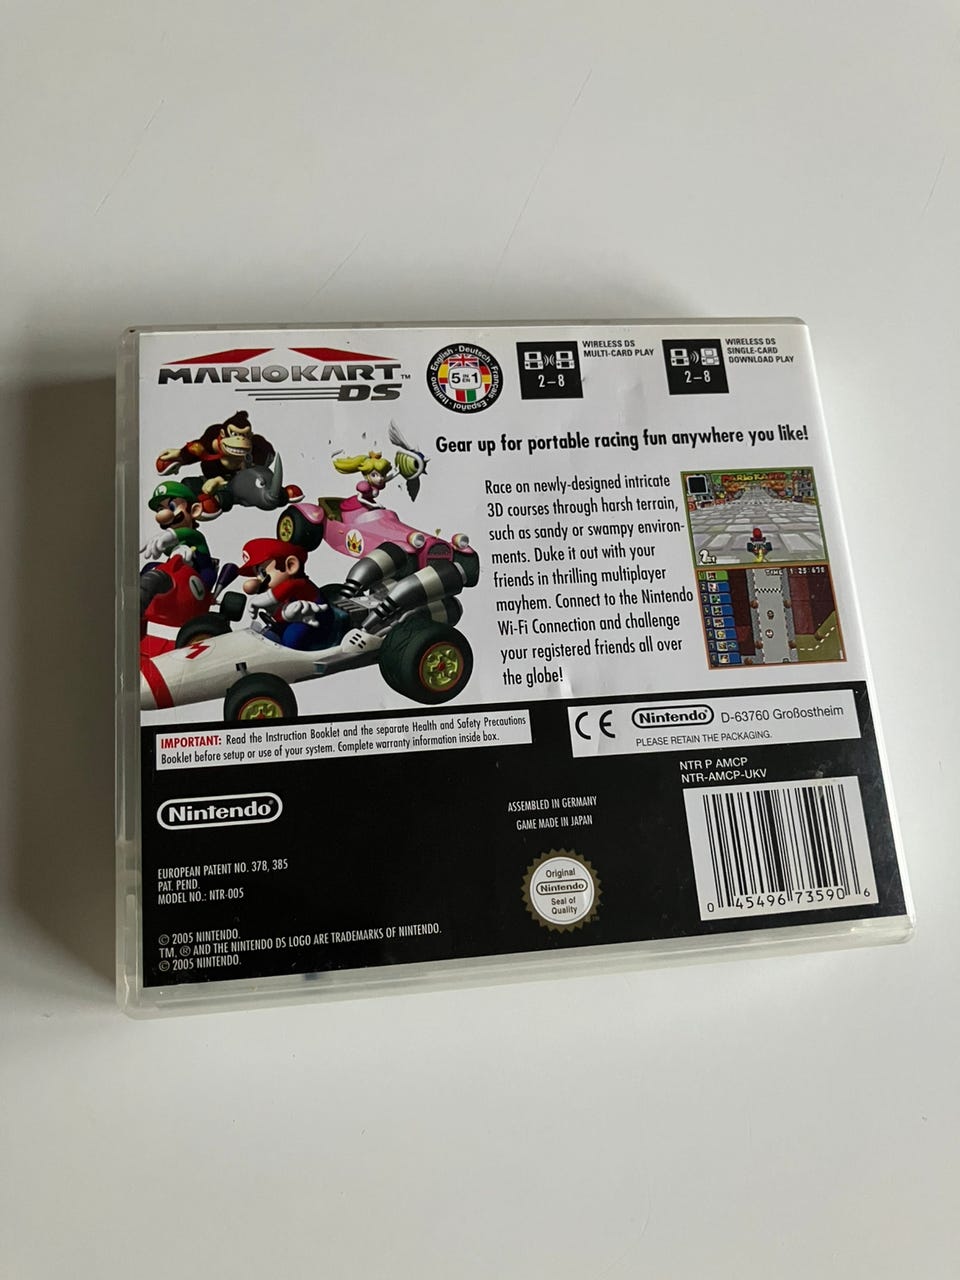 MARIOKART™
DS
English · Deutsch · Français · Español · Italiano
5 IN EN 1
2-8
WIRELESS DS
MULTI-CARD PLAY
2-8
WIRELESS DS
SINGLE-CARD
DOWNLOAD PLAY
Gear up for portable racing fun anywhere you like!
Race on newly-designed intricate
3D courses through harsh terrain,
such as sandy or swampy environ-
ments. Duke it out with your
friends in thrilling multiplayer
mayhem. Connect to the Nintendo
Wi-Fi Connection and challenge
your registered friends all over
the globe!
2nd
TIME 1:25:678
M
IMPORTANT: Read the Instruction Booklet and the separate Health and Safety Precautions
Booklet before setup or use of your system. Complete warranty information inside box.
CE Nintendo® D-63760 Großostheim
PLEASE RETAIN THE PACKAGING.
NTR P AMCP
NTR-AMCP-UKV
Nintendo®
ASSEMBLED IN GERMANY
GAME MADE IN JAPAN
EUROPEAN PATENT NO. 378, 385
PAT. PEND.
MODEL NO.: NTR-005
Original
Nintendo
Seal of
Quality
0 45496 73590 6
© 2005 NINTENDO.
TM, ® AND THE NINTENDO DS LOGO ARE TRADEMARKS OF NINTENDO.
© 2005 NINTENDO.